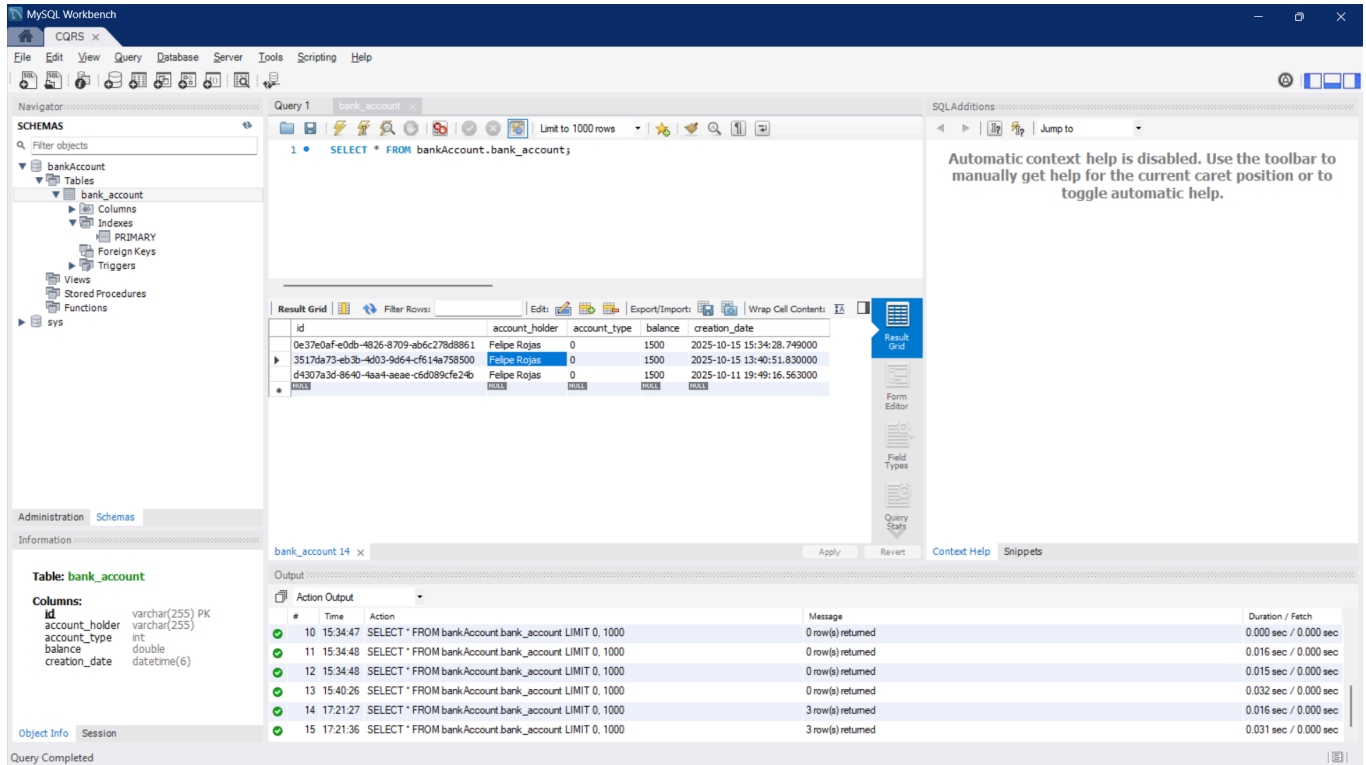 MySQL Workbench
CQRS ×
File Edit View Query Database Server Tools Scripting Help
Navigator
SCHEMAS
Filter objects
bankAccount
Tables
bank_account
Columns
Indexes
PRIMARY
Foreign Keys
Triggers
Views
Stored Procedures
Functions
sys
Administration Schemas
Information
Table: bank_account
Columns:
id varchar(255) PK
account_holder varchar(255)
account_type int
balance double
creation_date datetime(6)
Object Info Session
Query 1 bank_account ×
Limit to 1000 rows
1 SELECT * FROM bankAccount.bank_account;
Result Grid Filter Rows: Edit: Export/Import: Wrap Cell Content:
id account_holder account_type balance creation_date
0e37e0af-e0db-4826-8709-ab6c278d8861 Felipe Rojas 0 1500 2025-10-15 15:34:28.749000
3517da73-eb3b-4d03-9d64-cf614a758500 Felipe Rojas 0 1500 2025-10-15 13:40:51.830000
d4307a3d-8640-4aa4-aeae-c6d089cfe24b Felipe Rojas 0 1500 2025-10-11 19:49:16.563000
NULL NULL NULL NULL NULL
Result
Grid
Form
Editor
Field
Types
Query
Stats
bank_account 14 × Apply Revert
SQLAdditions
Jump to
Automatic context help is disabled. Use the toolbar to
manually get help for the current caret position or to
toggle automatic help.
Context Help Snippets
Output
Action Output
# Time Action Message Duration / Fetch
10 15:34:47 SELECT * FROM bankAccount.bank_account LIMIT 0, 1000 0 row(s) returned 0.000 sec / 0.000 sec
11 15:34:48 SELECT * FROM bankAccount.bank_account LIMIT 0, 1000 0 row(s) returned 0.016 sec / 0.000 sec
12 15:34:48 SELECT * FROM bankAccount.bank_account LIMIT 0, 1000 0 row(s) returned 0.015 sec / 0.000 sec
13 15:40:26 SELECT * FROM bankAccount.bank_account LIMIT 0, 1000 0 row(s) returned 0.032 sec / 0.000 sec
14 17:21:27 SELECT * FROM bankAccount.bank_account LIMIT 0, 1000 3 row(s) returned 0.016 sec / 0.000 sec
15 17:21:36 SELECT * FROM bankAccount.bank_account LIMIT 0, 1000 3 row(s) returned 0.031 sec / 0.000 sec
Query Completed